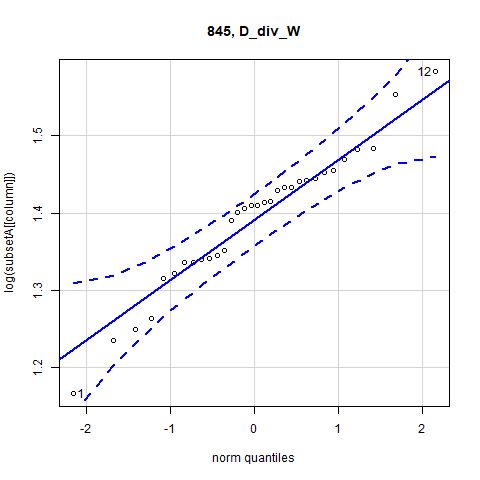 845, D_div_W
12
1.5
1.4
1.3
1.2
log(subsetA[[column]])
1
-2 -1 0 1 2
norm quantiles